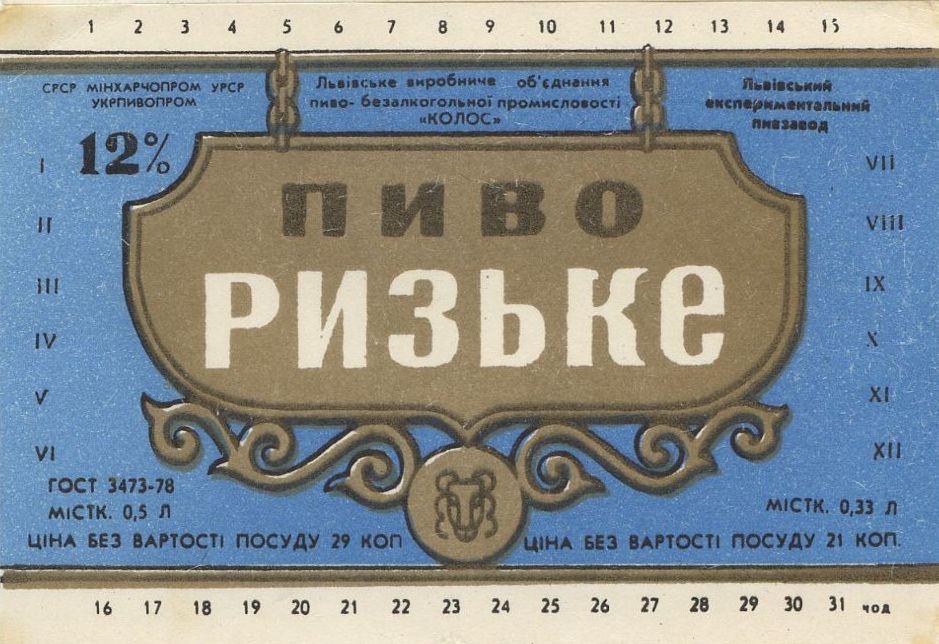 1 2 3 4 5 6 7 8 9 10 11 12 13 14 15
СРСР МІНХАРЧОПРОМ УРСР
УКРПИВОПРОМ
Львівське виробниче об'єднання
пиво- безалкогольної промисловості
«КОЛОС»
Львівський
експериментальний
пивзавод
12%
I
II
III
IV
V
VI
VII
VIII
IX
X
XI
XII
ПИВО
РИЗЬКЕ
ГОСТ 3473-78
МІСТК. 0,5 Л
ЦІНА БЕЗ ВАРТОСТІ ПОСУДУ 29 КОП
МІСТК. 0,33 Л
ЦІНА БЕЗ ВАРТОСТІ ПОСУДУ 21 КОП.
16 17 18 19 20 21 22 23 24 25 26 27 28 29 30 31